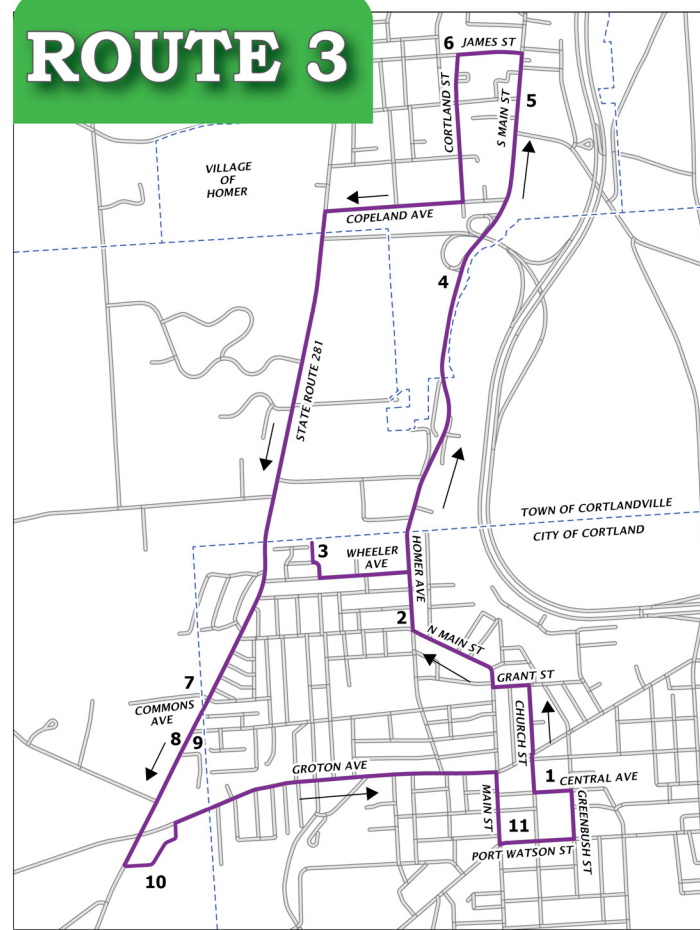 ROUTE 3
6
JAMES ST
CORTLAND ST
S MAIN ST
5
VILLAGE
OF
HOMER
COPELAND AVE
4
STATE ROUTE 281
TOWN OF CORTLANDVILLE
CITY OF CORTLAND
3
WHEELER
AVE
HOMER AVE
2
N MAIN ST
GRANT ST
7
COMMONS
AVE
CHURCH ST
8
9
GROTON AVE
1
CENTRAL AVE
MAIN ST
GREENBUSH ST
11
PORT WATSON ST
10